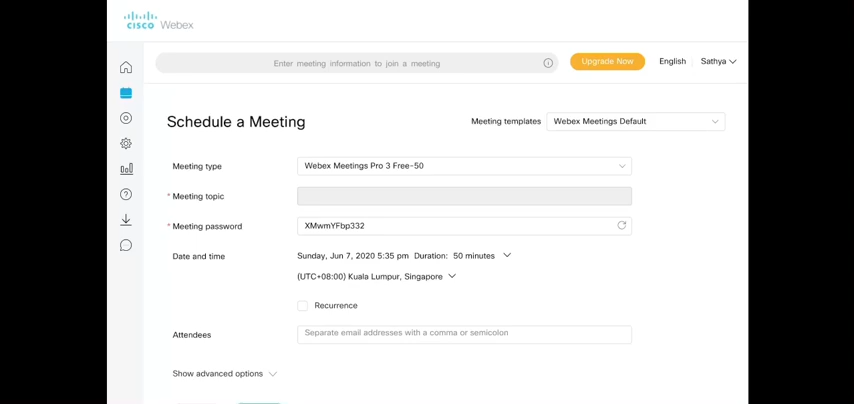 CISCO Webex
Enter meeting information to join a meeting
Upgrade Now
English
Sathya
Schedule a Meeting
Meeting templates
Webex Meetings Default
Meeting type
Webex Meetings Pro 3 Free-50
* Meeting topic
* Meeting password
XMwmYFbp332
Date and time
Sunday, Jun 7, 2020 5:35 pm Duration: 50 minutes
(UTC+08:00) Kuala Lumpur, Singapore
Recurrence
Attendees
Separate email addresses with a comma or semicolon
Show advanced options